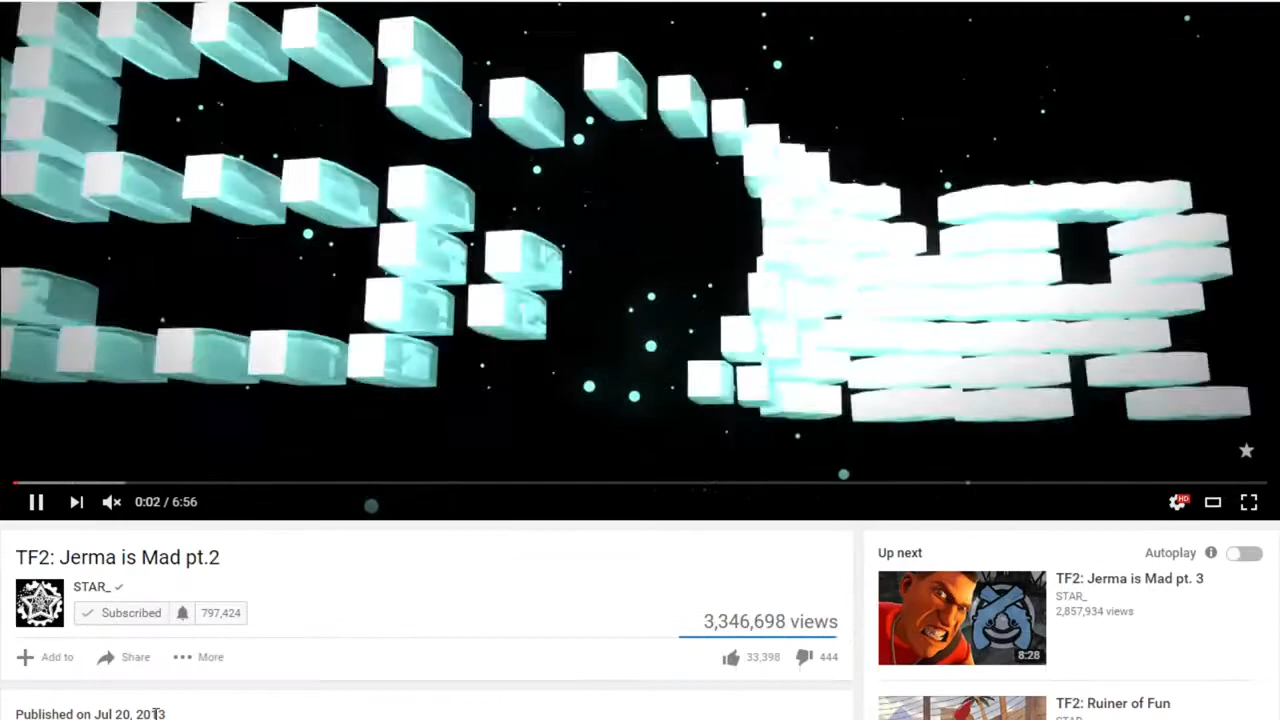 0:02 / 6:56
HD
TF2: Jerma is Mad pt.2
STAR_
Subscribed 797,424
3,346,698 views
Add to Share More
33,398 444
Published on Jul 20, 2013
Up next Autoplay
TF2: Jerma is Mad pt. 3
STAR_
2,857,934 views
8:28
TF2: Ruiner of Fun
STAR_